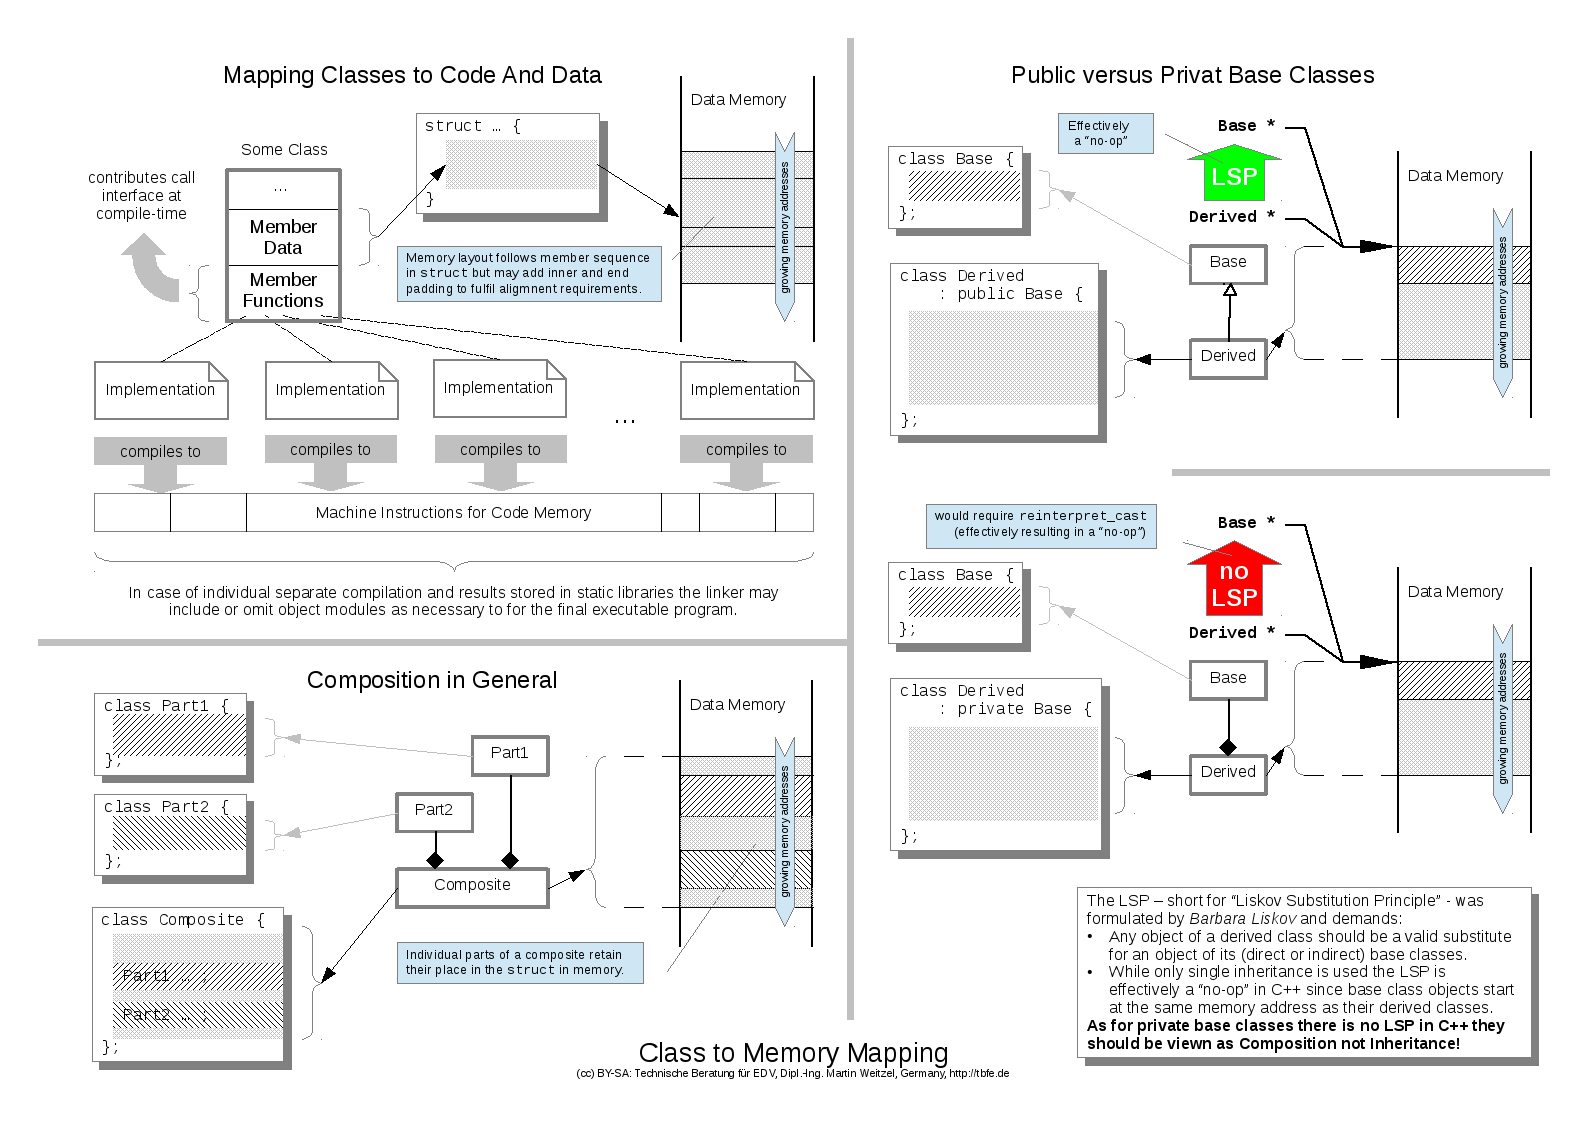 Mapping Classes to Code And Data
Some Class
...
Member
Data
Member
Functions
contributes call
interface at
compile-time
struct … {
}
Data Memory
growing memory addresses
Memory layout follows member sequence
in struct but may add inner and end
padding to fulfil aligmnent requirements.
Implementation
Implementation
Implementation
...
Implementation
compiles to
compiles to
compiles to
compiles to
Machine Instructions for Code Memory
In case of individual separate compilation and results stored in static libraries the linker may
include or omit object modules as necessary to for the final executable program.
Composition in General
class Part1 {
};
class Part2 {
};
class Composite {
Part1 … ;
Part2 … ;
};
Part1
Part2
Composite
Data Memory
growing memory addresses
Individual parts of a composite retain
their place in the struct in memory.
Public versus Privat Base Classes
Effectively
a “no-op”
Base *
LSP
Derived *
class Base {
};
class Derived
: public Base {
};
Base
Derived
Data Memory
growing memory addresses
would require reinterpret_cast
(effectively resulting in a “no-op”)
Base *
no
LSP
Derived *
class Base {
};
class Derived
: private Base {
};
Base
Derived
Data Memory
growing memory addresses
The LSP – short for “Liskov Substitution Principle” - was
formulated by Barbara Liskov and demands:
• Any object of a derived class should be a valid substitute
for an object of its (direct or indirect) base classes.
• While only single inheritance is used the LSP is
effectively a “no-op” in C++ since base class objects start
at the same memory address as their derived classes.
As for private base classes there is no LSP in C++ they
should be viewn as Composition not Inheritance!
Class to Memory Mapping
(cc) BY-SA: Technische Beratung für EDV, Dipl.-Ing. Martin Weitzel, Germany, http://tbfe.de